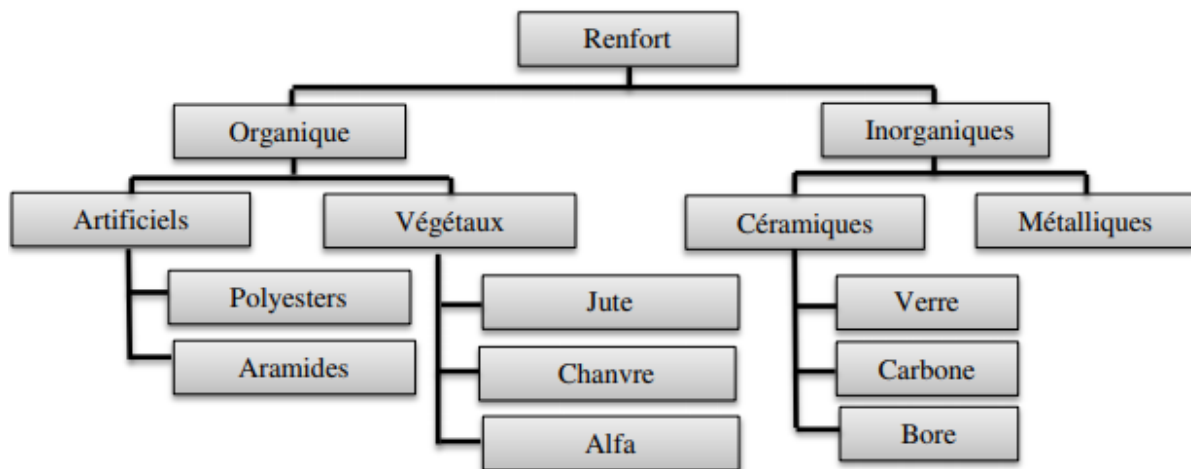 Renfort
Organique
Inorganiques
Artificiels
Végétaux
Céramiques
Métalliques
Polyesters
Jute
Verre
Aramides
Chanvre
Carbone
Alfa
Bore